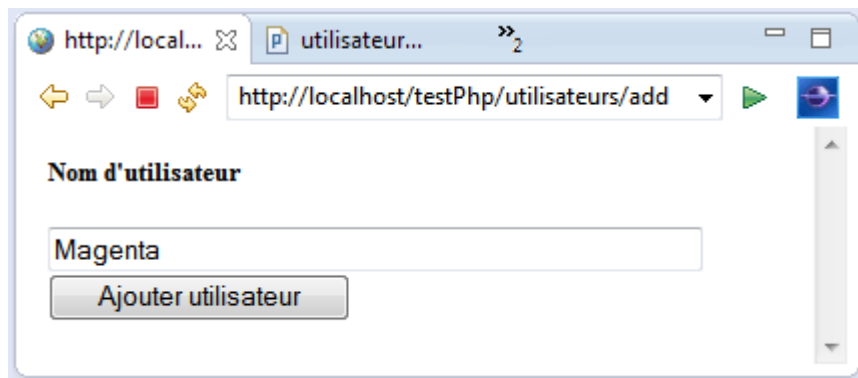 http://local... utilisateur... »2
http://localhost/testPhp/utilisateurs/add
Nom d'utilisateur
Magenta
Ajouter utilisateur